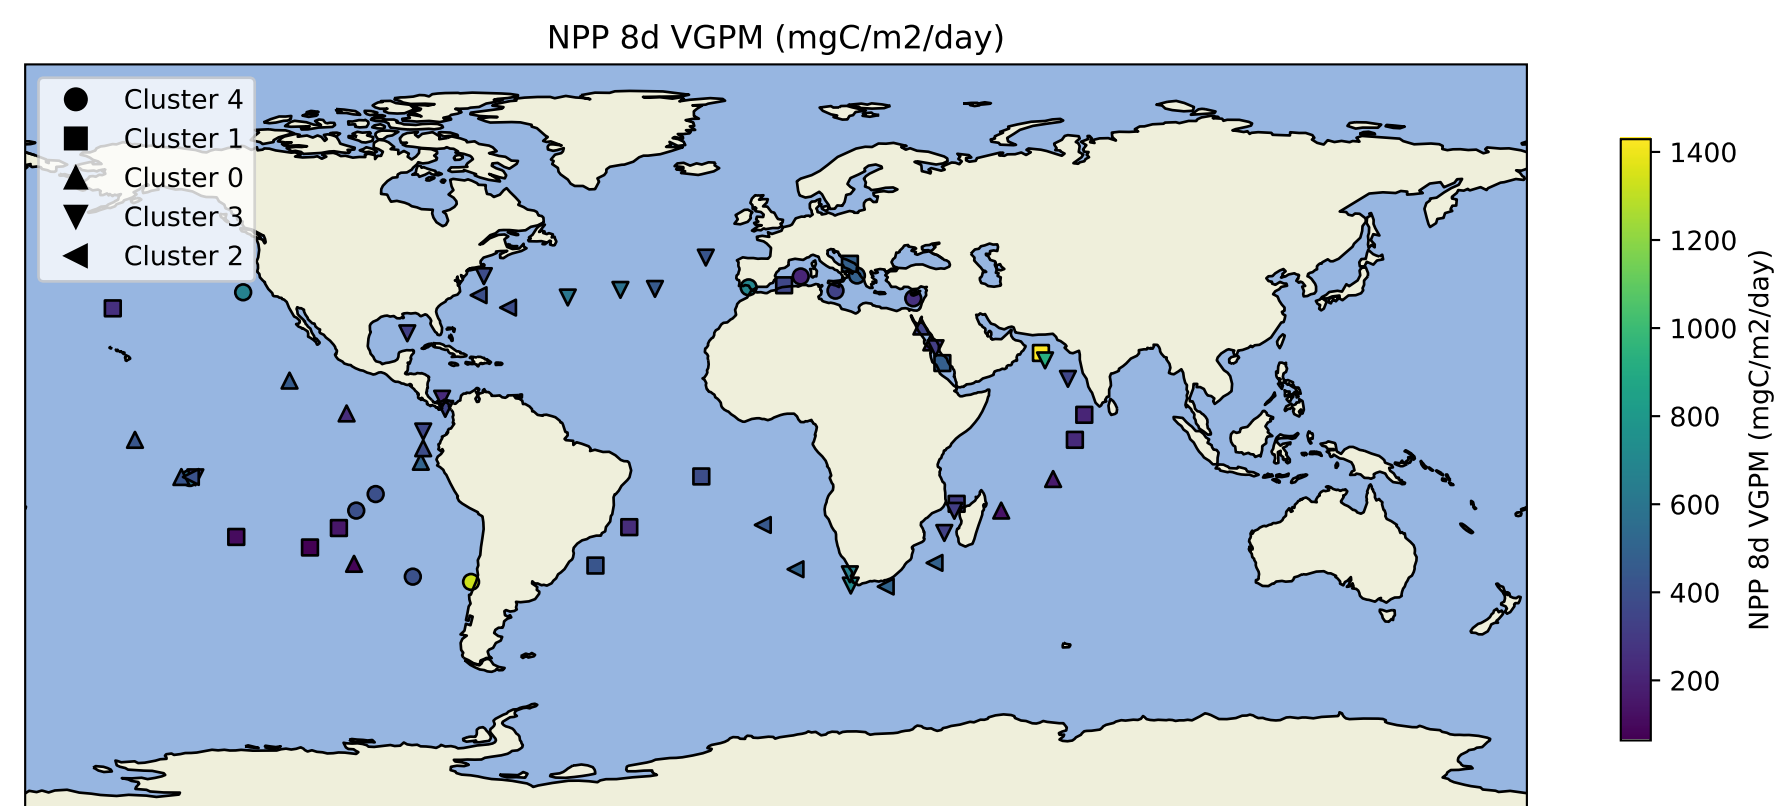 NPP 8d VGPM (mgC/m2/day)
Cluster 4
Cluster 1
Cluster 0
Cluster 3
Cluster 2
1400
1200
1000
800
600
400
200
NPP 8d VGPM (mgC/m2/day)